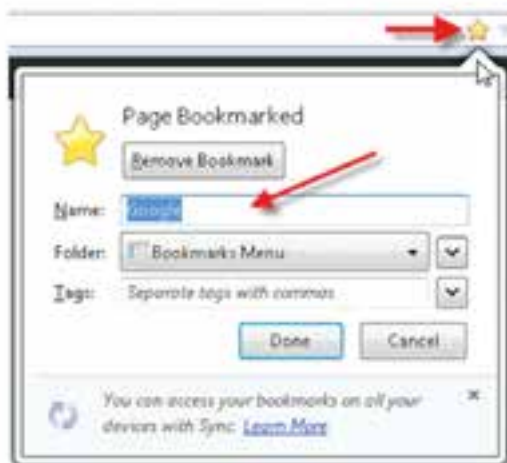 Page Bookmarked
Remove Bookmark
Name: Google
Folder: Bookmarks Menu
Tags: Separate tags with commas
Done Cancel
You can access your bookmarks on all your
devices with Sync. Learn More